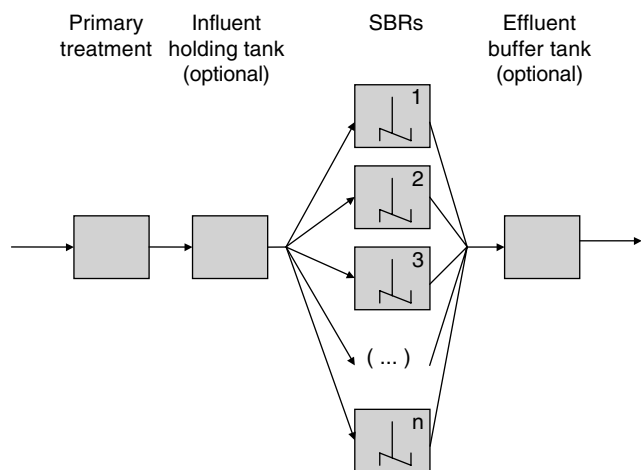 Primary
treatment
Influent
holding tank
(optional)
SBRs
Effluent
buffer tank
(optional)
1
2
3
( ... )
n